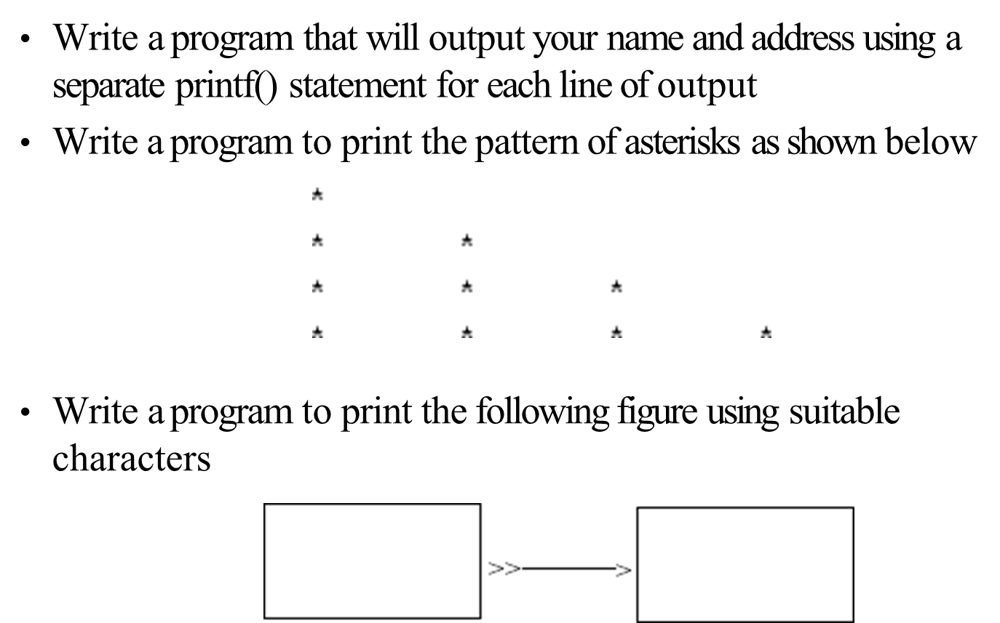 • Write a program that will output your name and address using a
separate printf() statement for each line of output
• Write a program to print the pattern of asterisks as shown below
*
* *
* * *
* * * *
• Write a program to print the following figure using suitable
characters
>> >